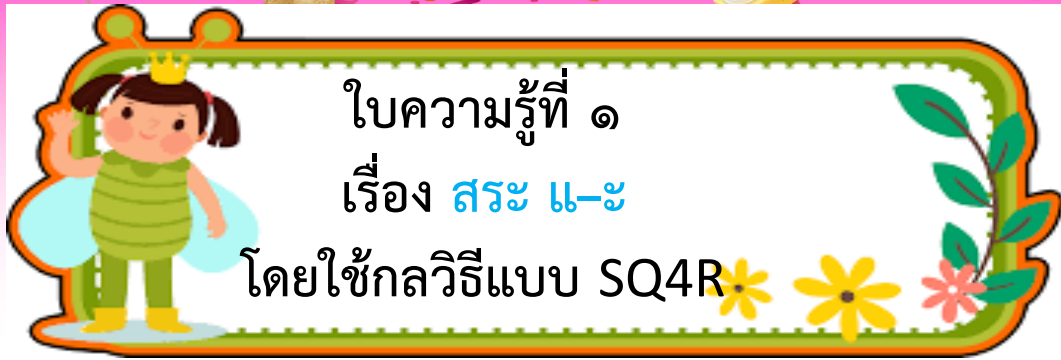 ใบความรู้ที่ ๑
เรื่อง สระ แ–ะ
โดยใช้กลวิธีแบบ SQ4R